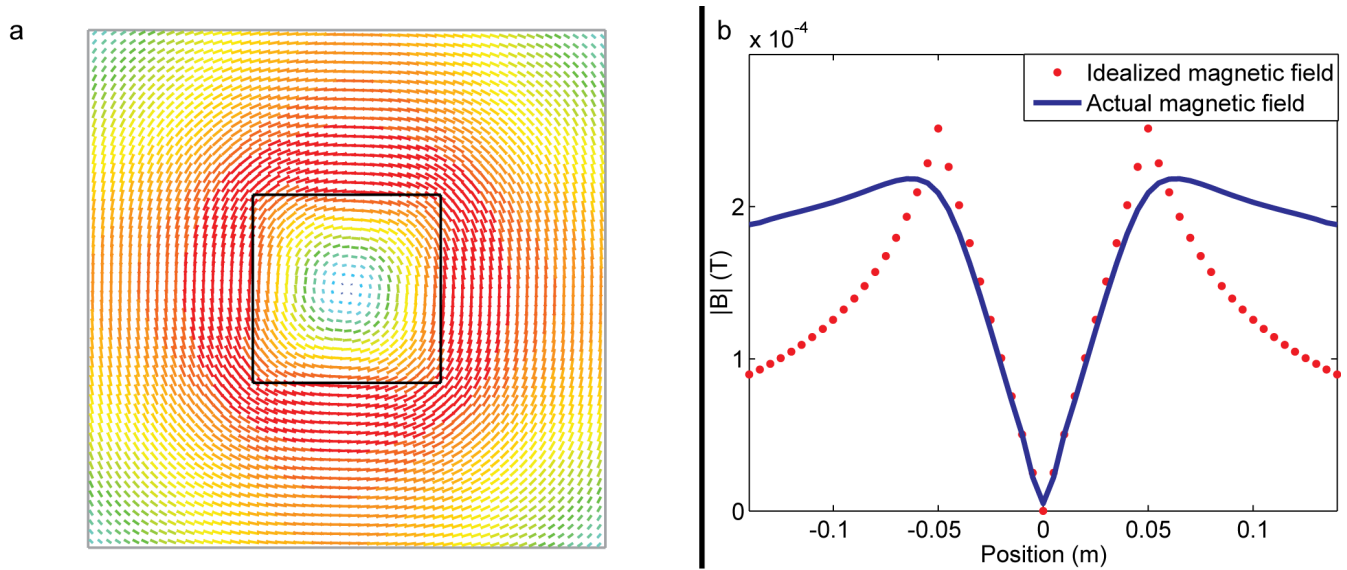 a
b
x 10-4
Idealized magnetic field
Actual magnetic field
|B| (T)
2
1
0
-0.1
-0.05
0
0.05
0.1
Position (m)